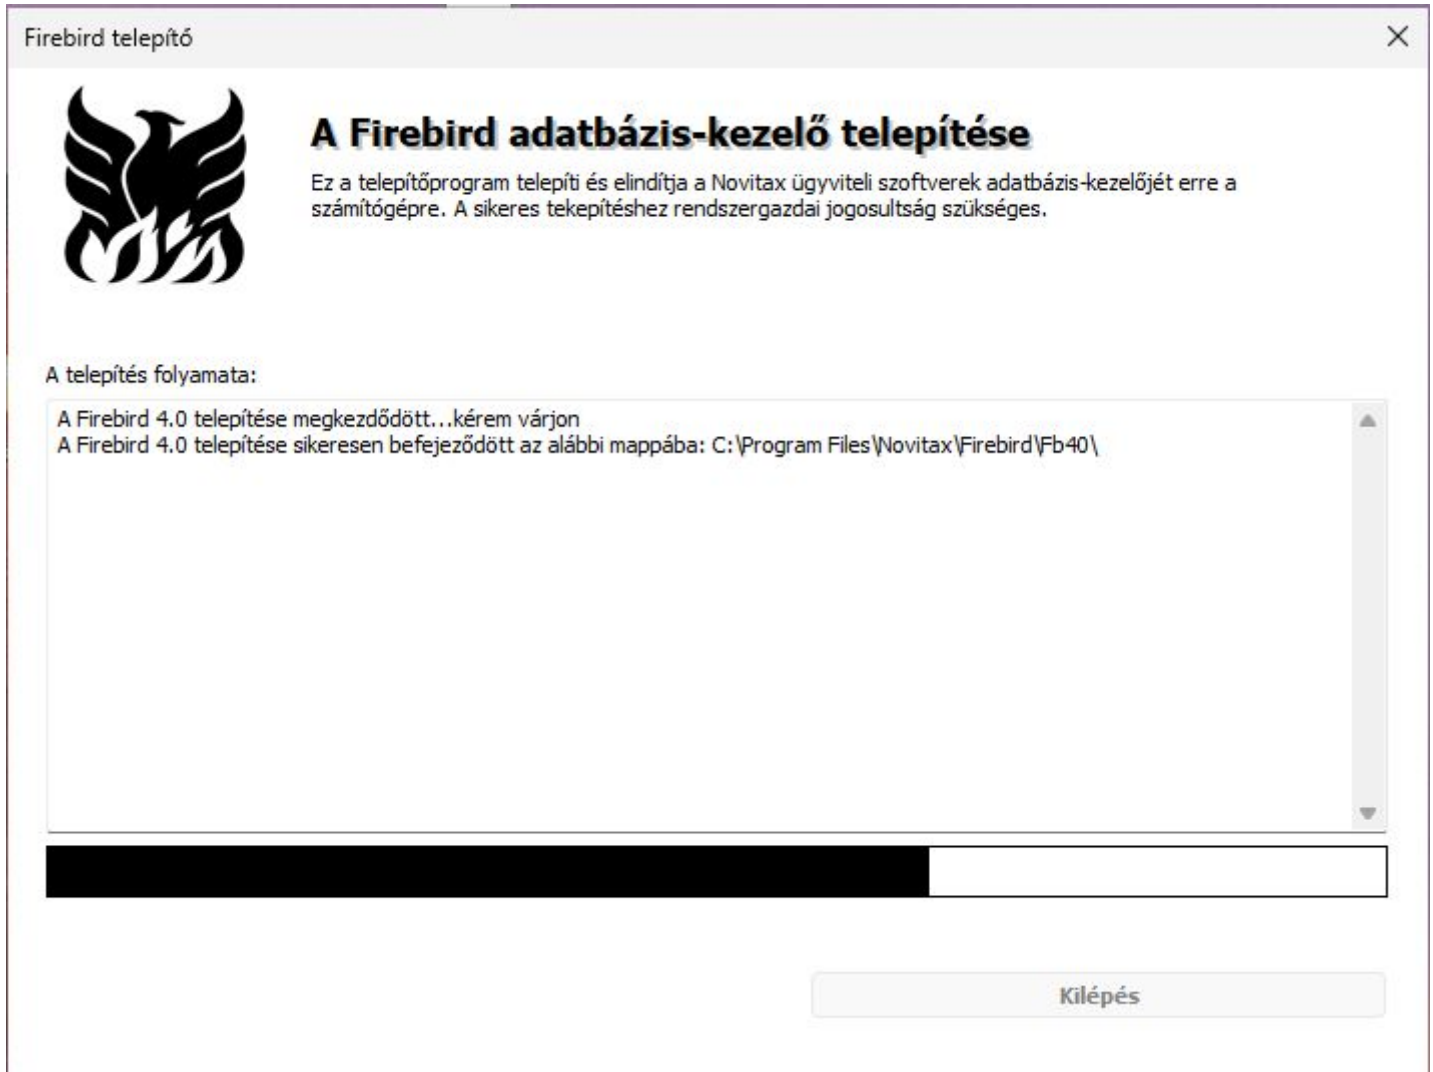 Firebird telepítő
A Firebird adatbázis-kezelő telepítése
Ez a telepítőprogram telepíti és elindítja a Novitax ügyviteli szoftverek adatbázis-kezelőjét erre a
számítógépre. A sikeres tekepítéshez rendszergazdai jogosultság szükséges.
A telepítés folyamata:
A Firebird 4.0 telepítése megkezdődött...kérem várjon
A Firebird 4.0 telepítése sikeresen befejeződött az alábbi mappába: C:\Program Files\Novitax\Firebird\Fb40\
Kilépés